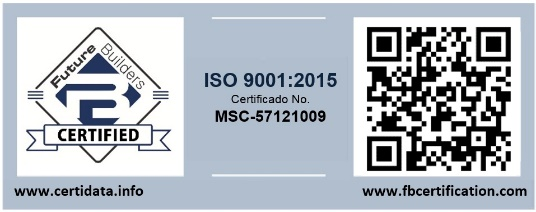 Future Builders
CERTIFIED
ISO 9001:2015
Certificado No.
MSC-57121009
www.certidata.info
www.fbcertification.com